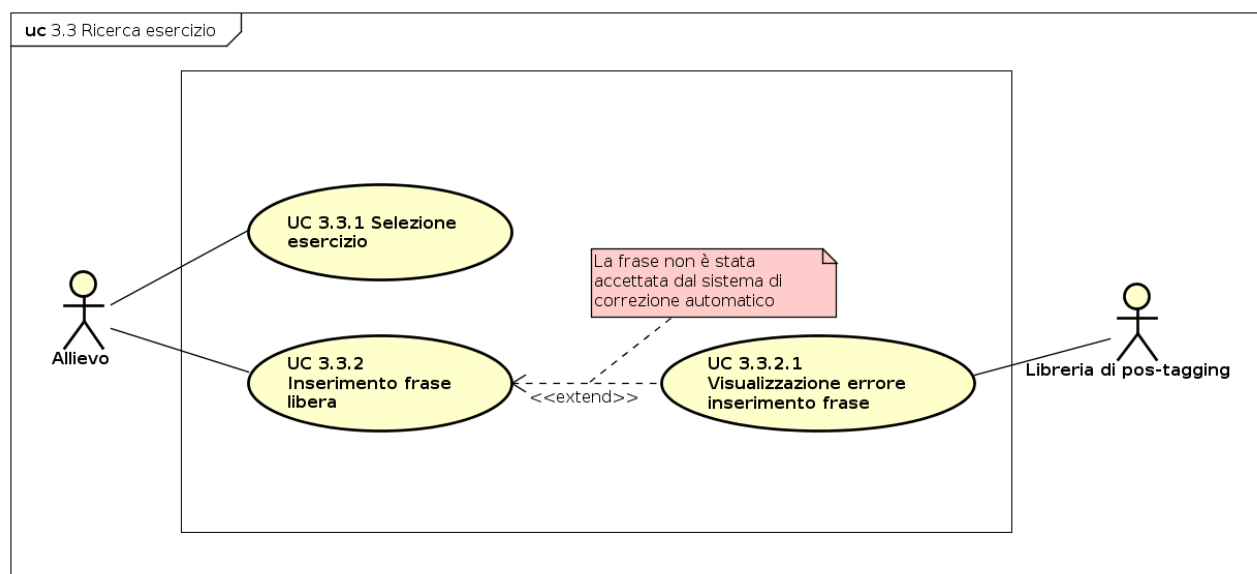 uc 3.3 Ricerca esercizio
UC 3.3.1 Selezione
esercizio
La frase non è stata
accettata dal sistema di
correzione automatico
Allievo
UC 3.3.2
Inserimento frase
libera
<<extend>>
UC 3.3.2.1
Visualizzazione errore
inserimento frase
Libreria di pos-tagging